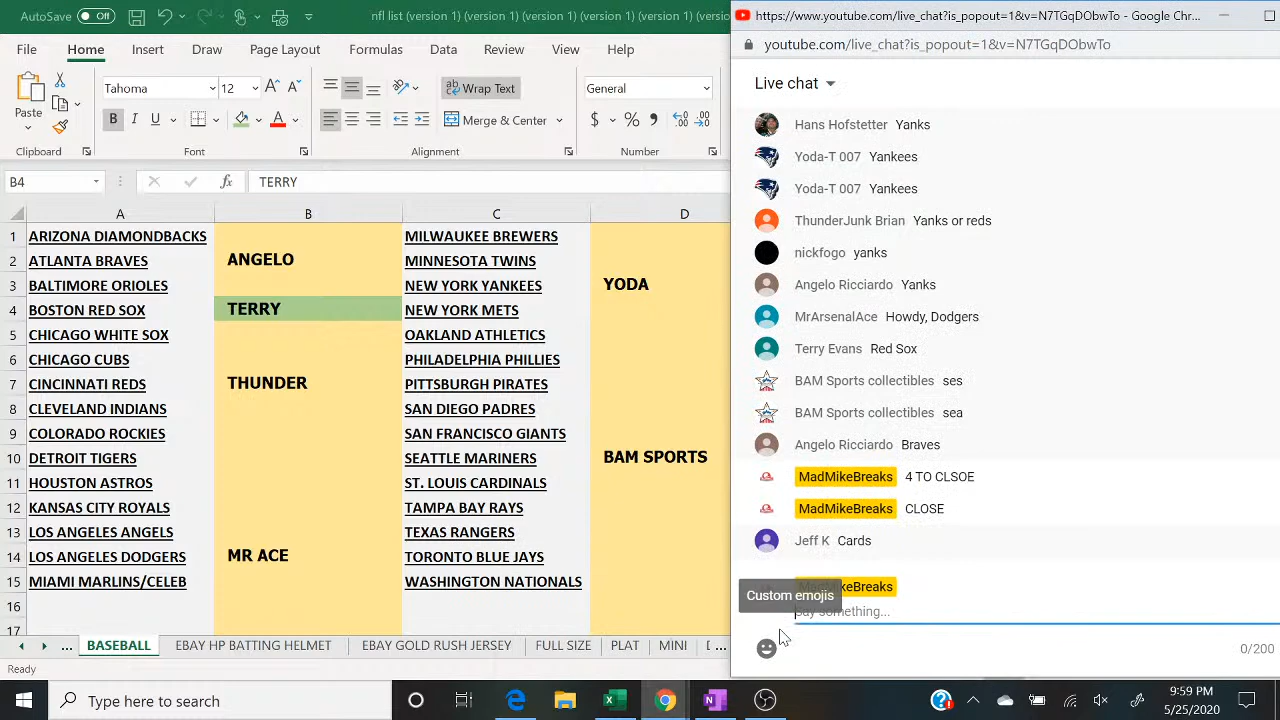 AutoSave Off nfl list (version 1) (version 1) (version 1) (version 1) (version
File Home Insert Draw Page Layout Formulas Data Review View Help
Paste
Tahoma 12
B I U A
ab Wrap Text
Merge & Center
General
$ % 9
Clipboard Font Alignment Number
B4 fx TERRY
A B C D
1 ARIZONA DIAMONDBACKS MILWAUKEE BREWERS
2 ATLANTA BRAVES ANGELO MINNESOTA TWINS
3 BALTIMORE ORIOLES NEW YORK YANKEES YODA
4 BOSTON RED SOX TERRY NEW YORK METS
5 CHICAGO WHITE SOX OAKLAND ATHLETICS
6 CHICAGO CUBS PHILADELPHIA PHILLIES
7 CINCINNATI REDS THUNDER PITTSBURGH PIRATES
8 CLEVELAND INDIANS SAN DIEGO PADRES
9 COLORADO ROCKIES SAN FRANCISCO GIANTS
10 DETROIT TIGERS SEATTLE MARINERS BAM SPORTS
11 HOUSTON ASTROS ST. LOUIS CARDINALS
12 KANSAS CITY ROYALS TAMPA BAY RAYS
13 LOS ANGELES ANGELS TEXAS RANGERS
14 LOS ANGELES DODGERS MR ACE TORONTO BLUE JAYS
15 MIAMI MARLINS/CELEB WASHINGTON NATIONALS
16
17
... BASEBALL EBAY HP BATTING HELMET EBAY GOLD RUSH JERSEY FULL SIZE PLAT MINI ...
Ready
https://www.youtube.com/live_chat?is_popout=1&v=N7TGqDObwTo - Google Chr...
youtube.com/live_chat?is_popout=1&v=N7TGqDObwTo
Live chat
Hans Hofstetter Yanks
Yoda-T 007 Yankees
Yoda-T 007 Yankees
ThunderJunk Brian Yanks or reds
nickfogo yanks
Angelo Ricciardo Yanks
MrArsenalAce Howdy, Dodgers
Terry Evans Red Sox
BAM Sports collectibles ses
BAM Sports collectibles sea
Angelo Ricciardo Braves
MadMikeBreaks 4 TO CLSOE
MadMikeBreaks CLOSE
Jeff K Cards
MadMikeBreaks
Custom emojis
Say something...
0/200
Type here to search
9:59 PM
5/25/2020